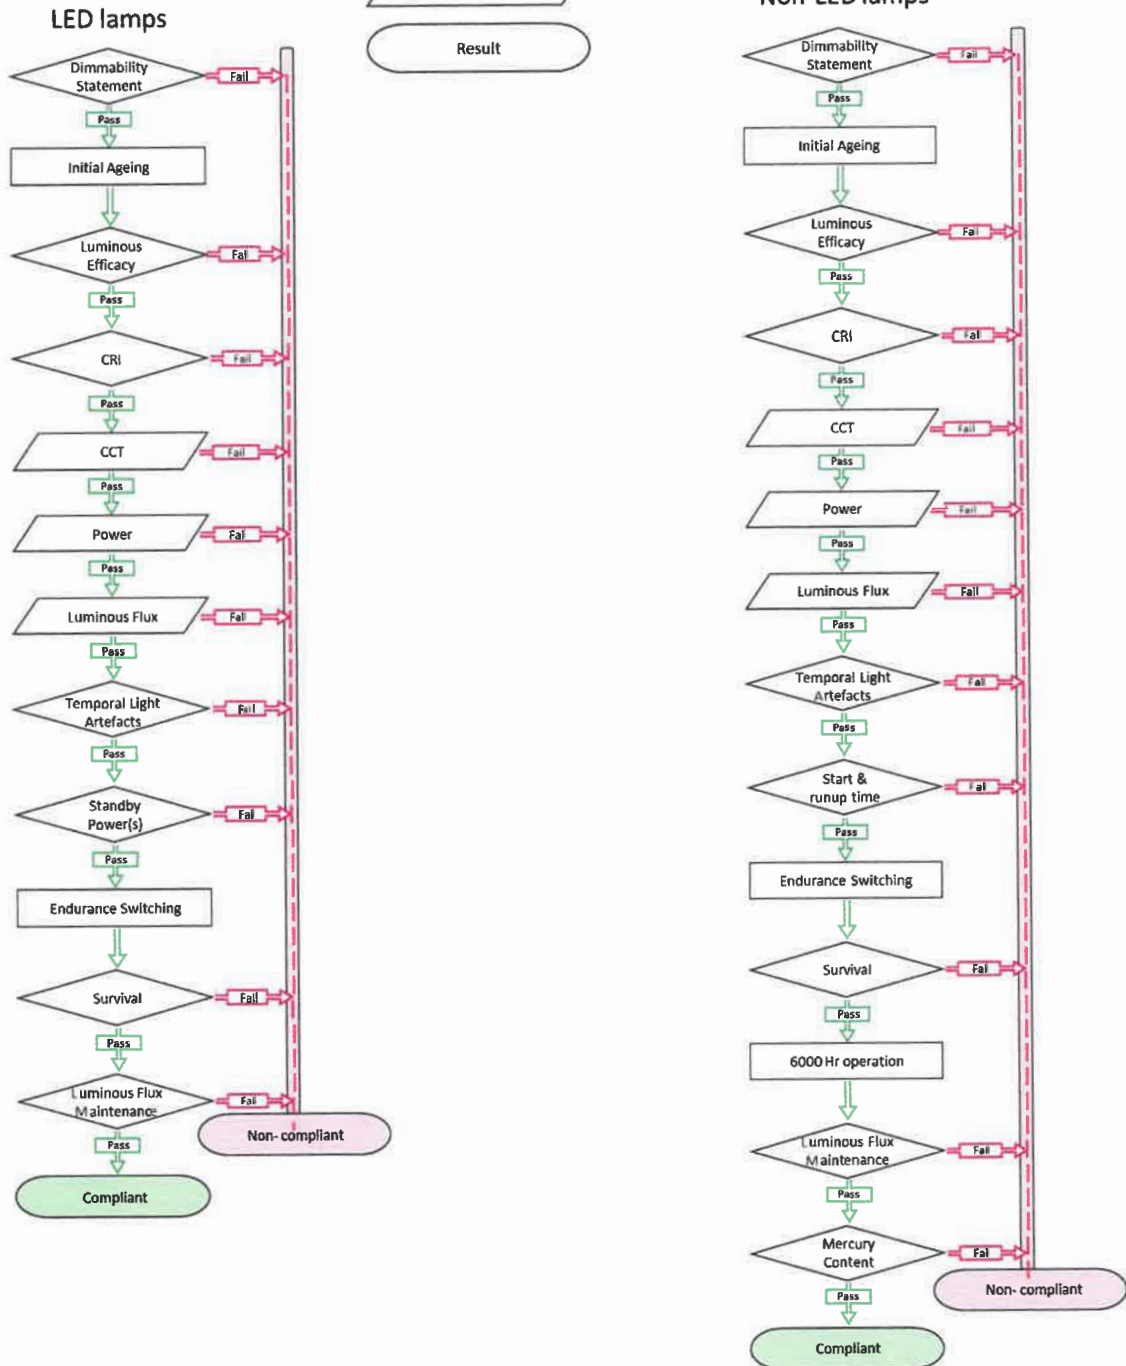 LED lamps
Result
Dimmability
Statement
Fail
Pass
Initial Ageing
Luminous
Efficacy
Fail
Pass
CRI
Fail
Pass
CCT
Fail
Pass
Power
Fail
Pass
Luminous Flux
Fail
Pass
Temporal Light
Artefacts
Fail
Pass
Standby
Power(s)
Fail
Pass
Endurance Switching
Survival
Fail
Pass
Luminous Flux
Maintenance
Fail
Pass
Non- compliant
Compliant
Non-LED lamps
Dimmability
Statement
Fail
Pass
Initial Ageing
Luminous
Efficacy
Fail
Pass
CRI
Fail
Pass
CCT
Fail
Pass
Power
Fail
Pass
Luminous Flux
Fail
Pass
Temporal Light
Artefacts
Fail
Pass
Start &
runup time
Fail
Pass
Endurance Switching
Survival
Fail
Pass
6000 Hr operation
Luminous Flux
Maintenance
Fail
Pass
Mercury
Content
Fail
Pass
Non- compliant
Compliant